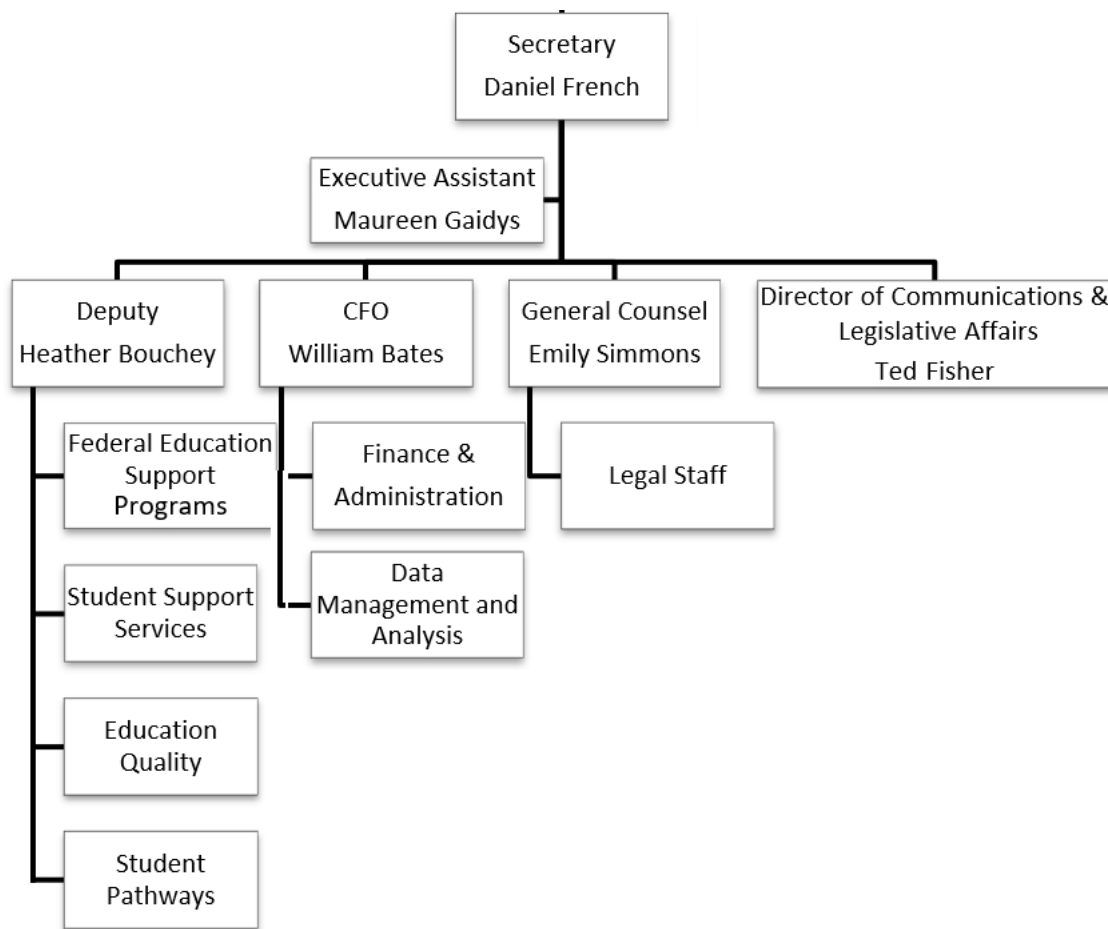 Secretary
Daniel French
Executive Assistant
Maureen Gaidys
Deputy
Heather Bouchey
CFO
William Bates
General Counsel
Emily Simmons
Director of Communications &
Legislative Affairs
Ted Fisher
Federal Education
Support
Programs
Student Support
Services
Education
Quality
Student
Pathways
Finance &
Administration
Data
Management and
Analysis
Legal Staff